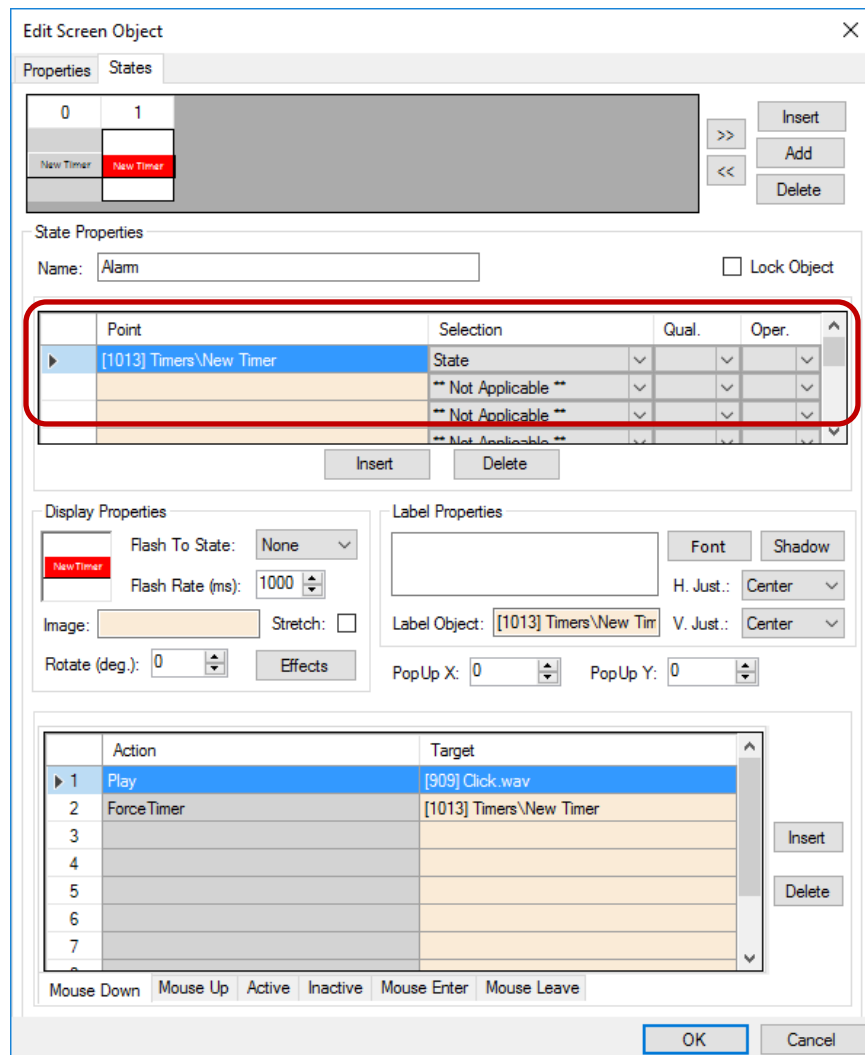 Edit Screen Object
Properties States
0 1
New Timer New Timer
>>
<<
Insert
Add
Delete
State Properties
Name: Alarm Lock Object
Point Selection Qual. Oper.
[1013] Timers\New Timer State
** Not Applicable **
** Not Applicable **
** Not Applicable **
Insert Delete
Display Properties
New Timer
Flash To State: None
Flash Rate (ms): 1000
Image: Stretch:
Rotate (deg.): 0 Effects
Label Properties
Font Shadow
H. Just.: Center
Label Object: [1013] Timers\New Tim V. Just.: Center
PopUp X: 0 PopUp Y: 0
Action Target
1 Play [909] Click.wav
2 ForceTimer [1013] Timers\New Timer
3
4
5
6
7
Insert
Delete
Mouse Down Mouse Up Active Inactive Mouse Enter Mouse Leave
OK Cancel